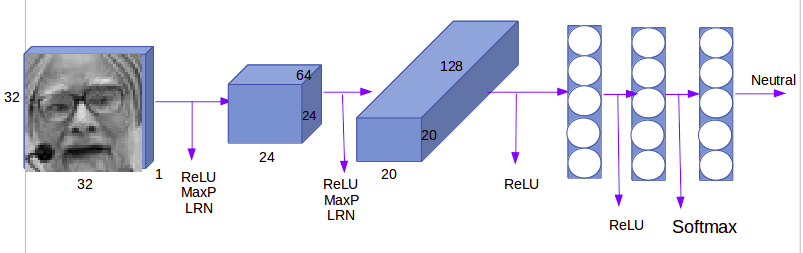 32
32
1
ReLU
MaxP
LRN
64
24
24
ReLU
MaxP
LRN
128
20
20
ReLU
ReLU
Softmax
Neutral